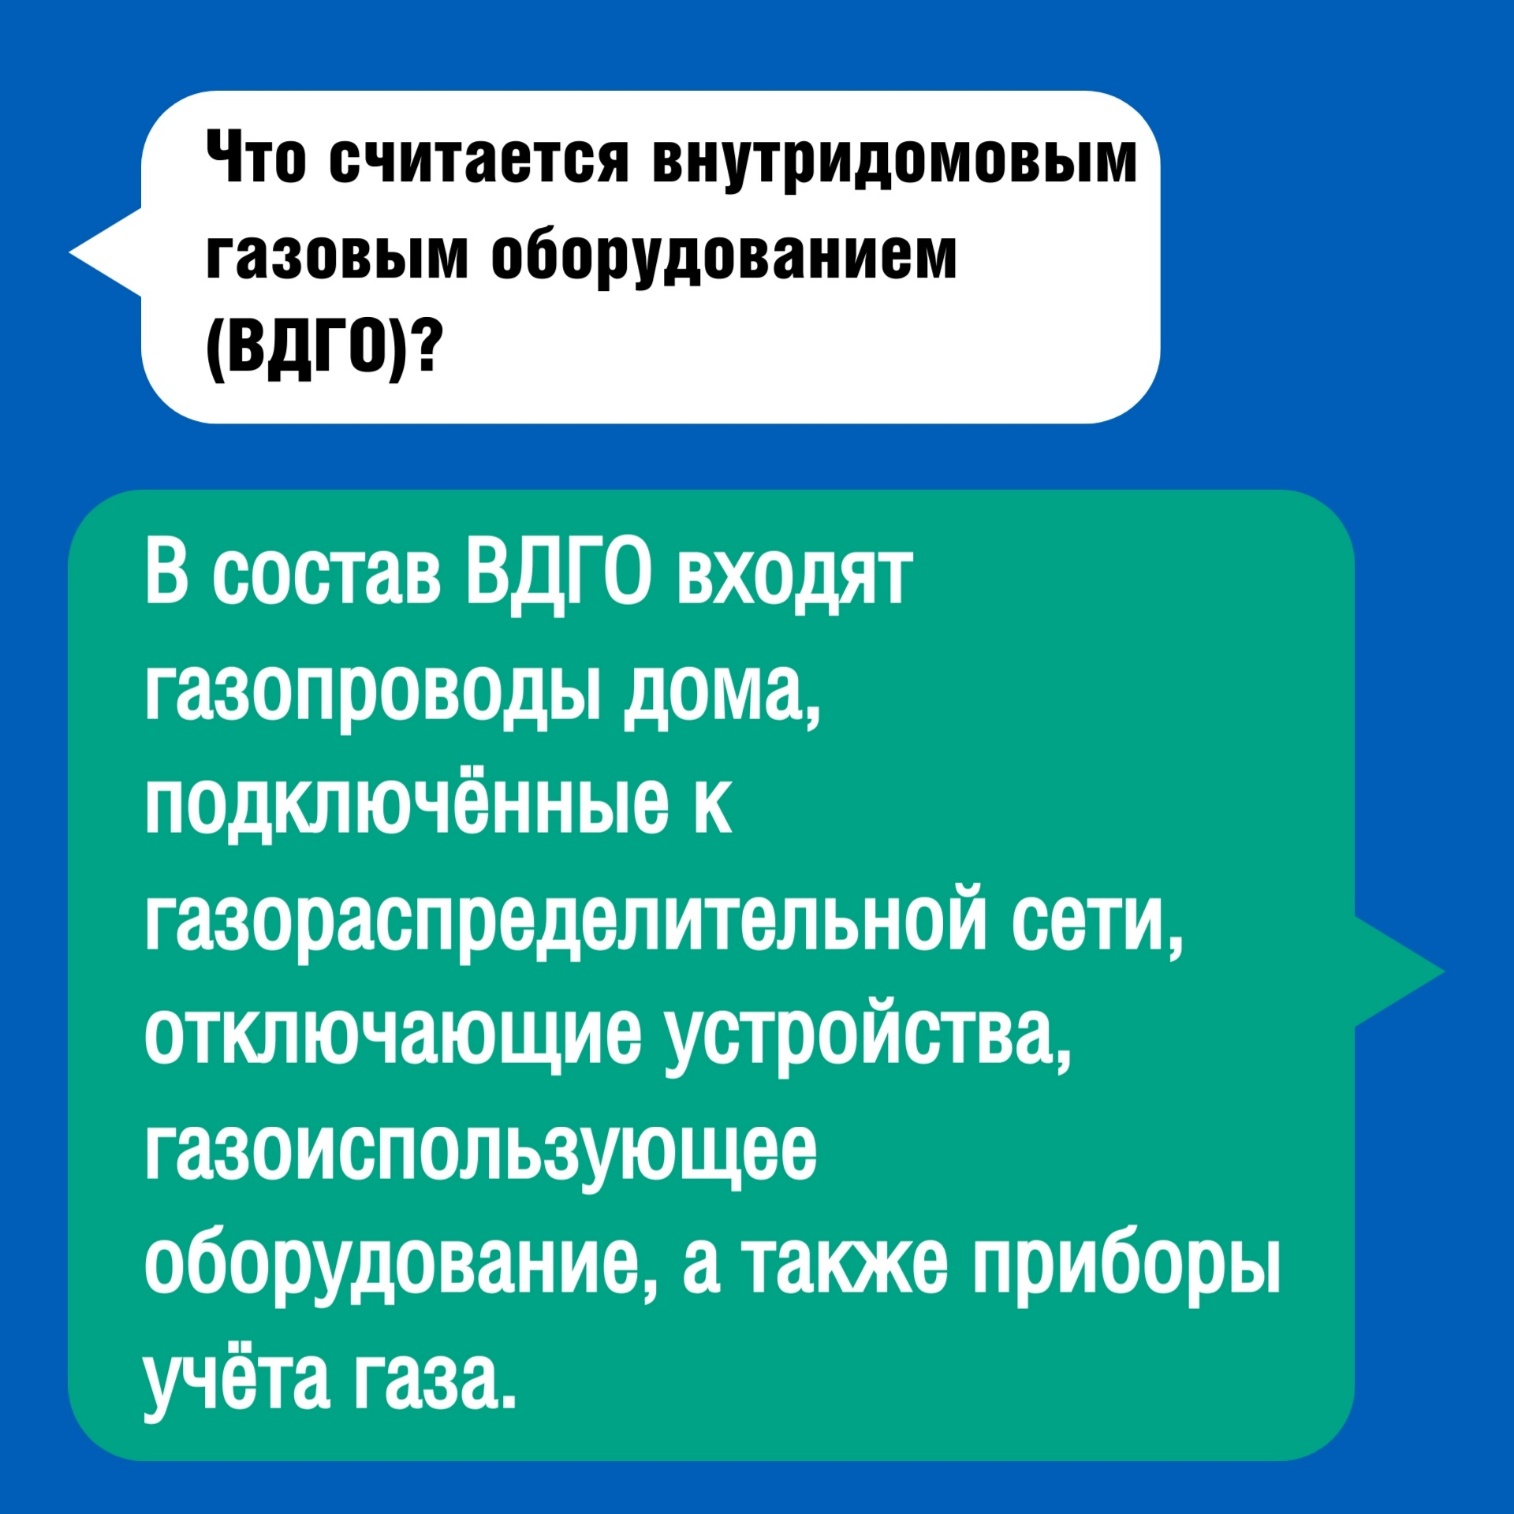 Что считается внутридомовым
газовым оборудованием
(ВДГО)?
В состав ВДГО входят
газопроводы дома,
подключённые к
газораспределительной сети,
отключающие устройства,
газоиспользующее
оборудование, а также приборы
учёта газа.